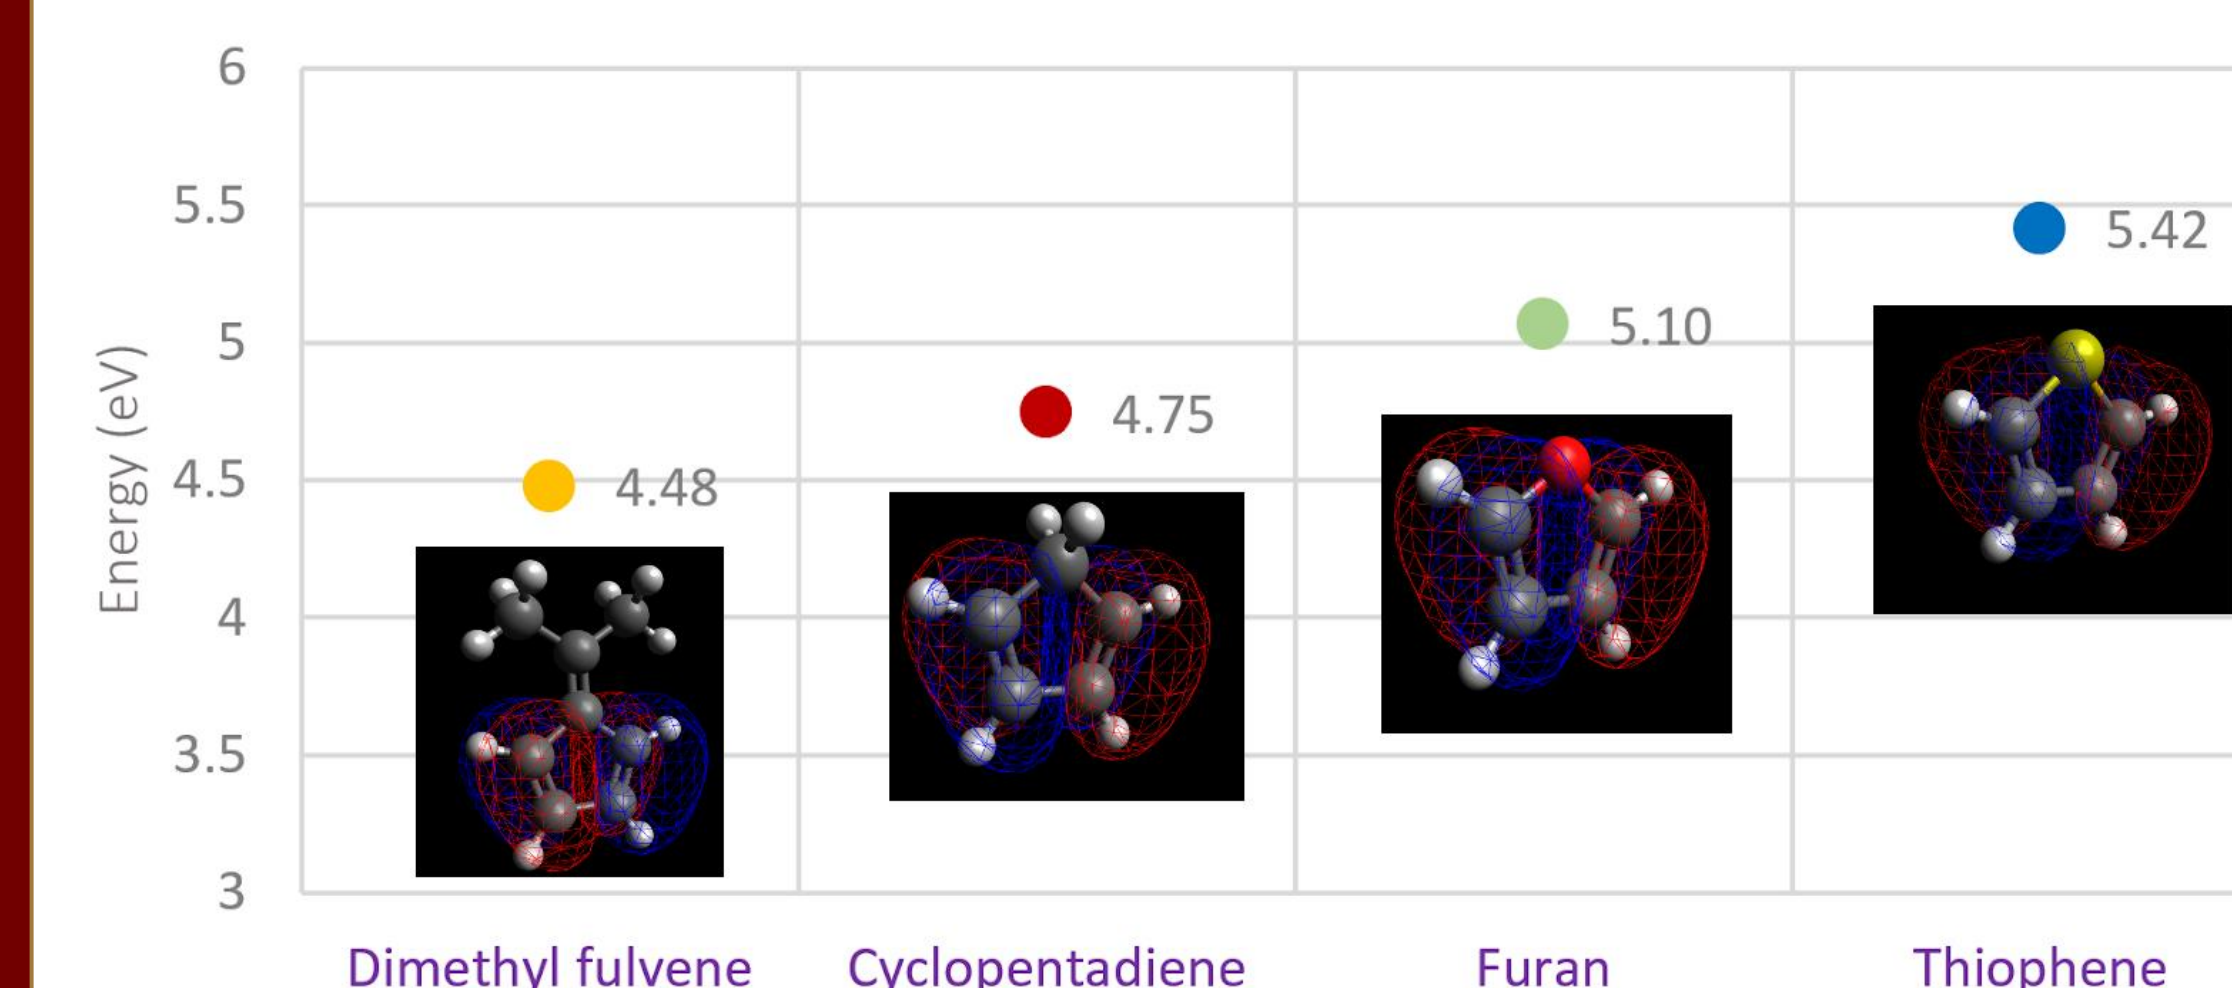 6
5.5
5
4.5
4
3.5
3
Energy (eV)
4.48
4.75
5.10
5.42
Dimethyl fulvene
Cyclopentadiene
Furan
Thiophene